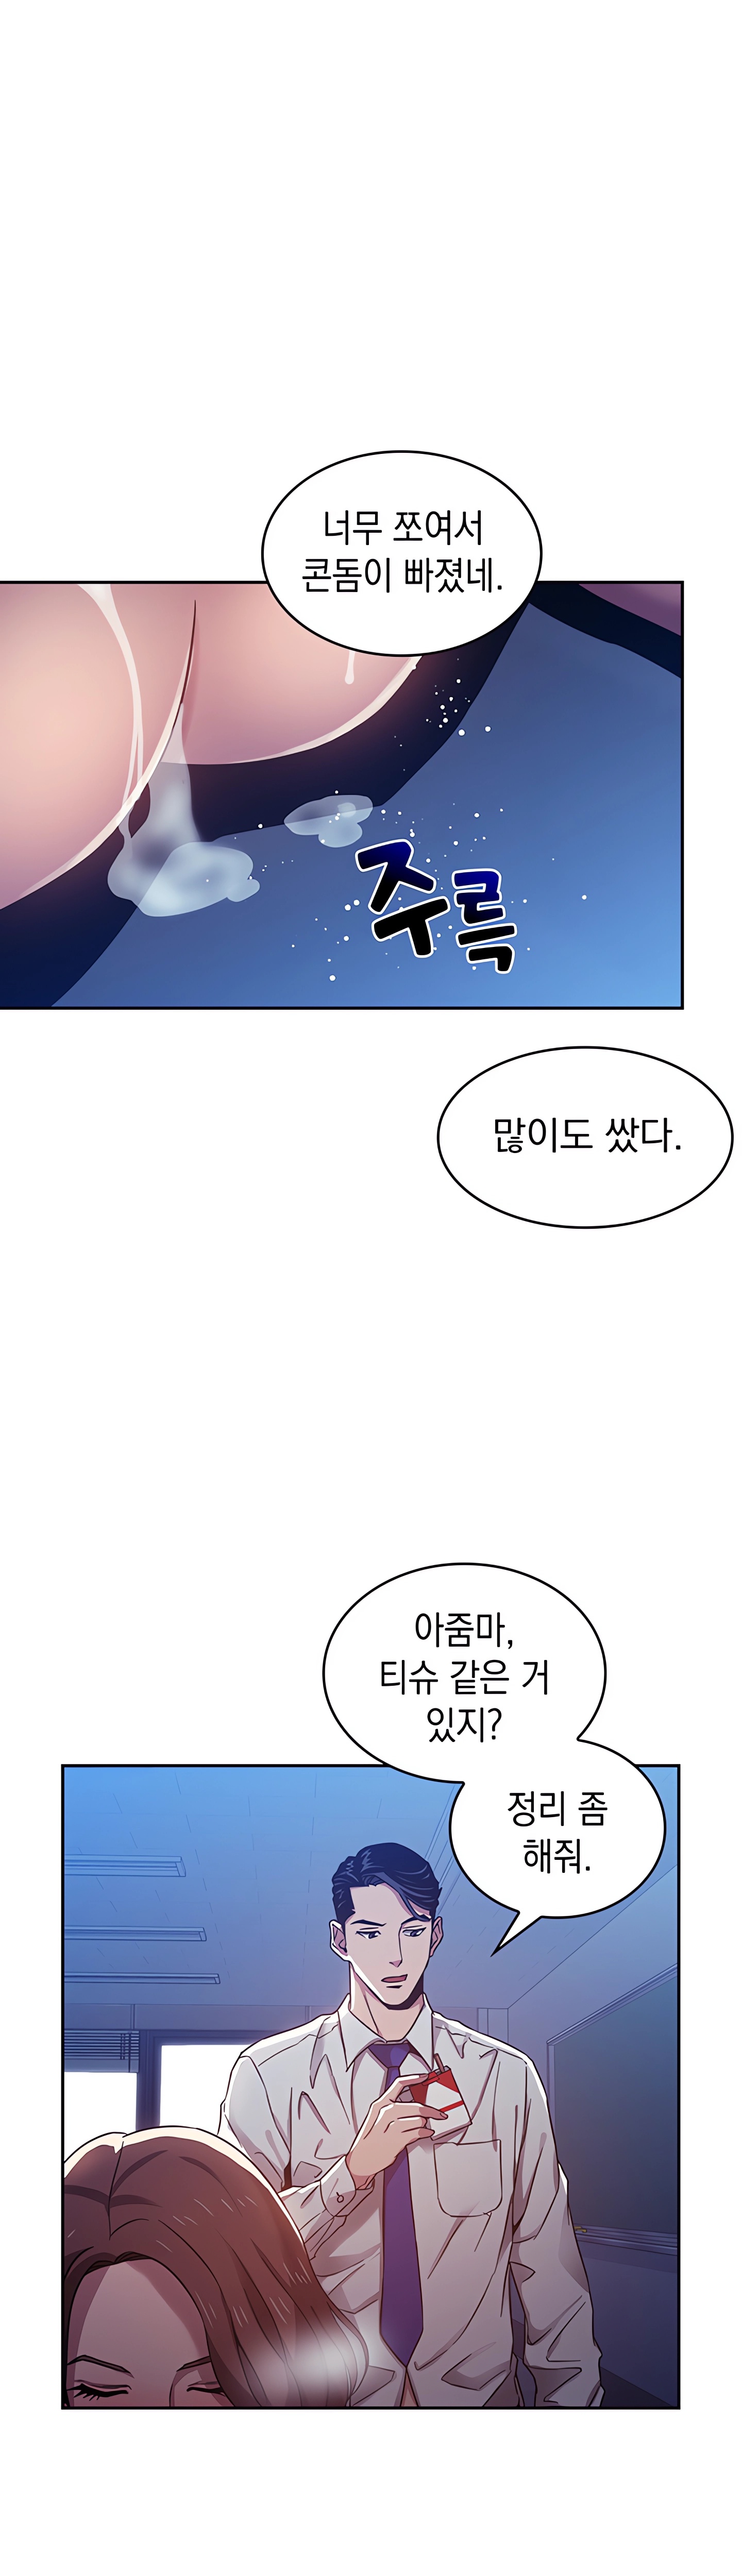 너무 쪼여서
콘돔이 빠졌네.
주륵
많이도 쌌다.
아줌마,
티슈 같은 거
있지?
정리 좀
해줘.